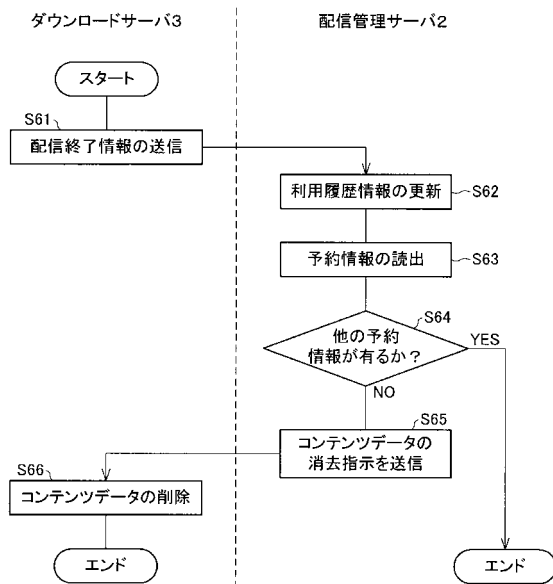 ダウンロードサーバ3
配信管理サーバ2
スタート
S61
配信終了情報の送信
利用履歴情報の更新
S62
予約情報の読出
S63
S64
他の予約
情報が有るか？
YES
NO
S65
コンテンツデータの
消去指示を送信
S66
コンテンツデータの削除
エンド
エンド